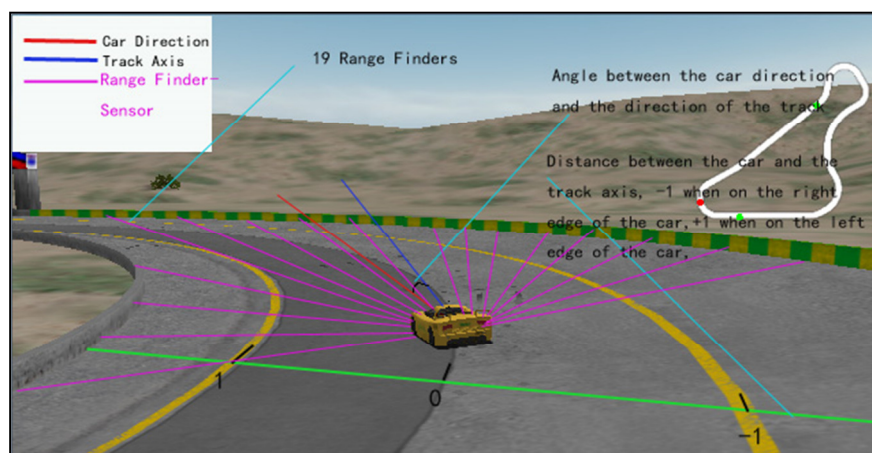 Car Direction
Track Axis
Range Finder-
Sensor
19 Range Finders
Angle between the car direction
and the direction of the track
Distance between the car and the
track axis, -1 when on the right
edge of the car,+1 when on the left
edge of the car,
1
0
-1